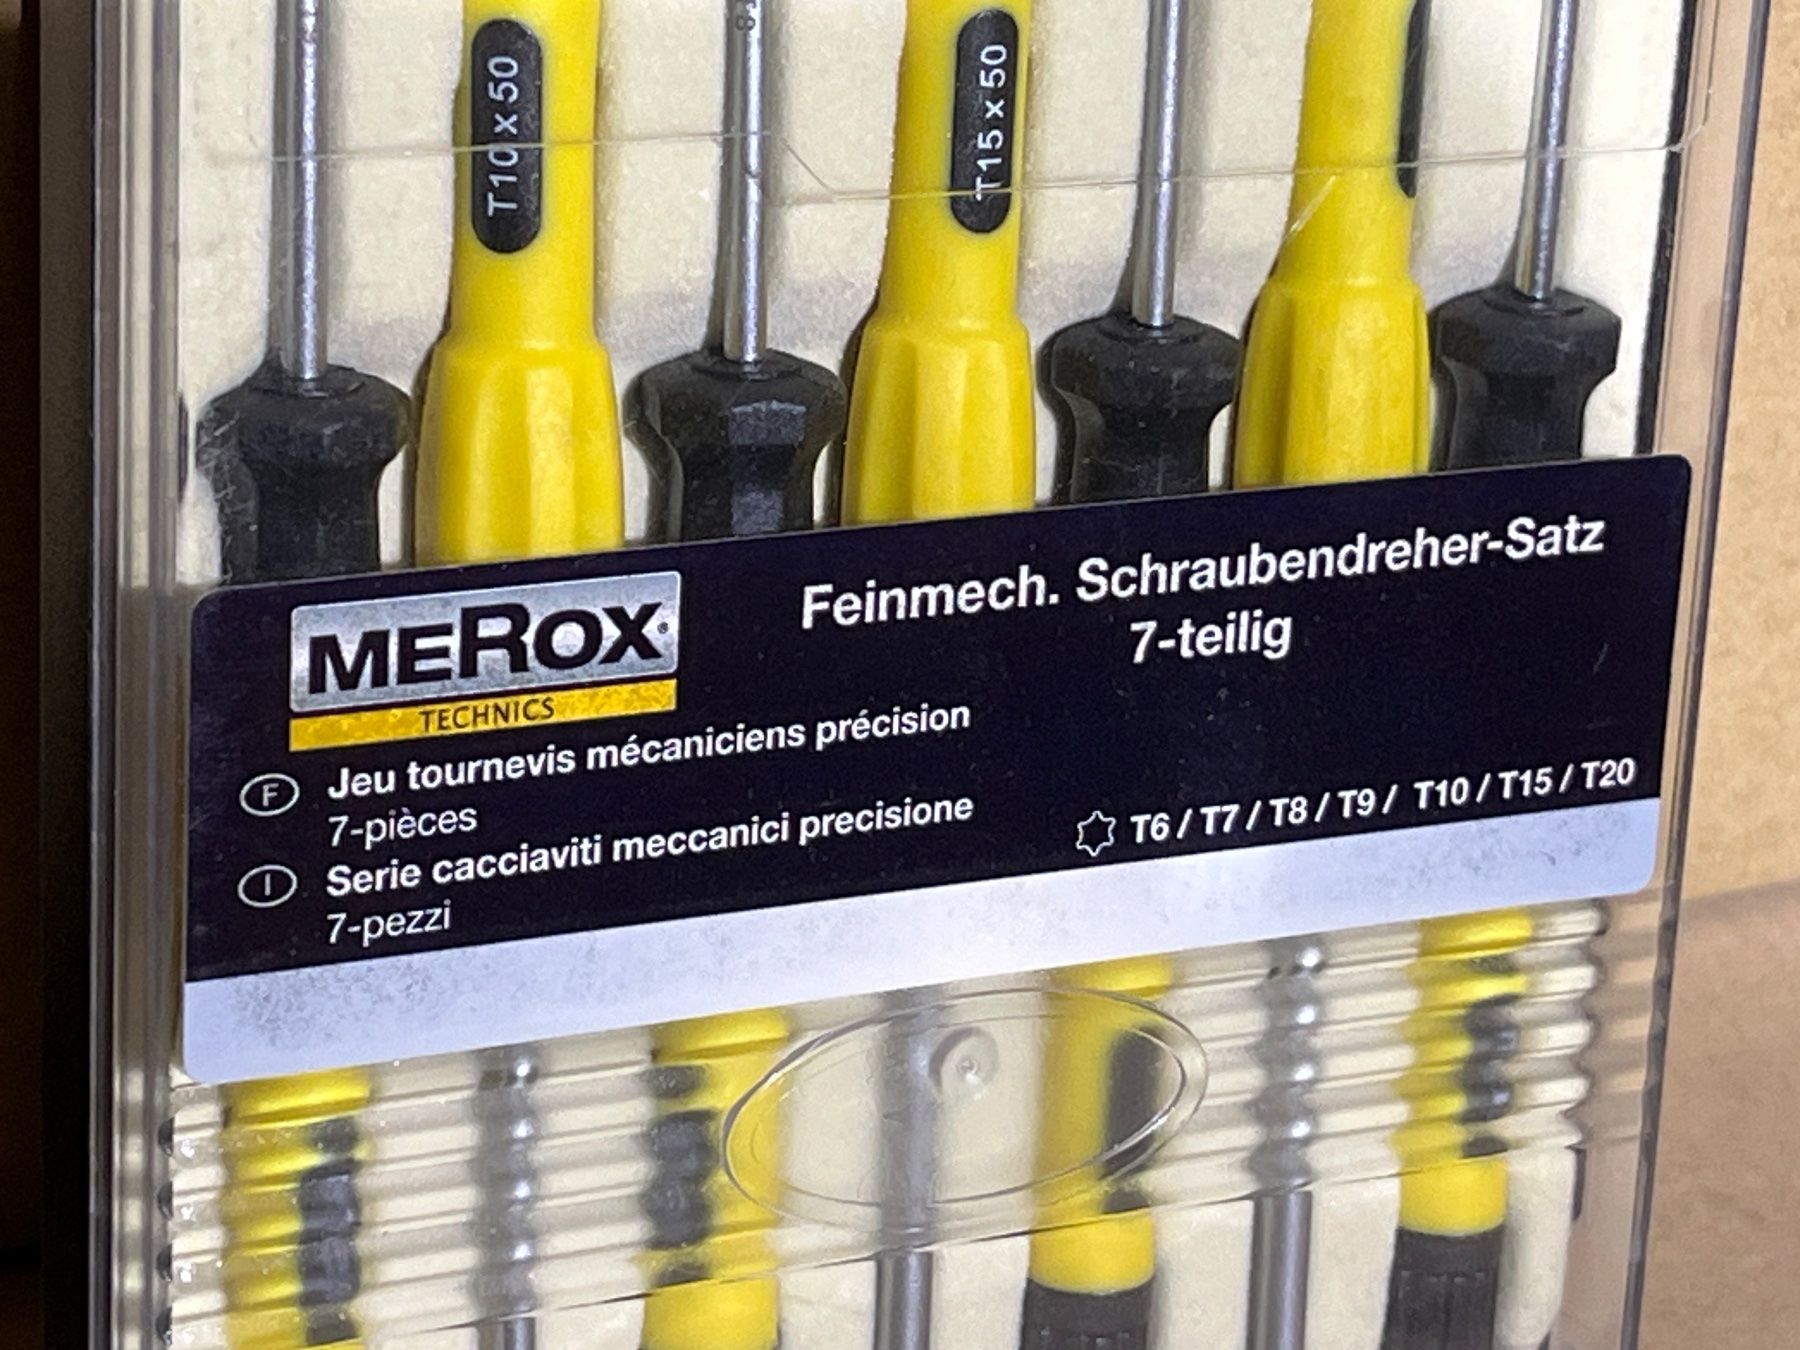 T10 x 50
T15 x 50
MEROX
TECHNICS
Feinmech. Schraubendreher-Satz
7-teilig
F Jeu tournevis mécaniciens précision
7-pièces
I Serie cacciaviti meccanici precisione
7-pezzi
T6 / T7 / T8 / T9 / T10 / T15 / T20